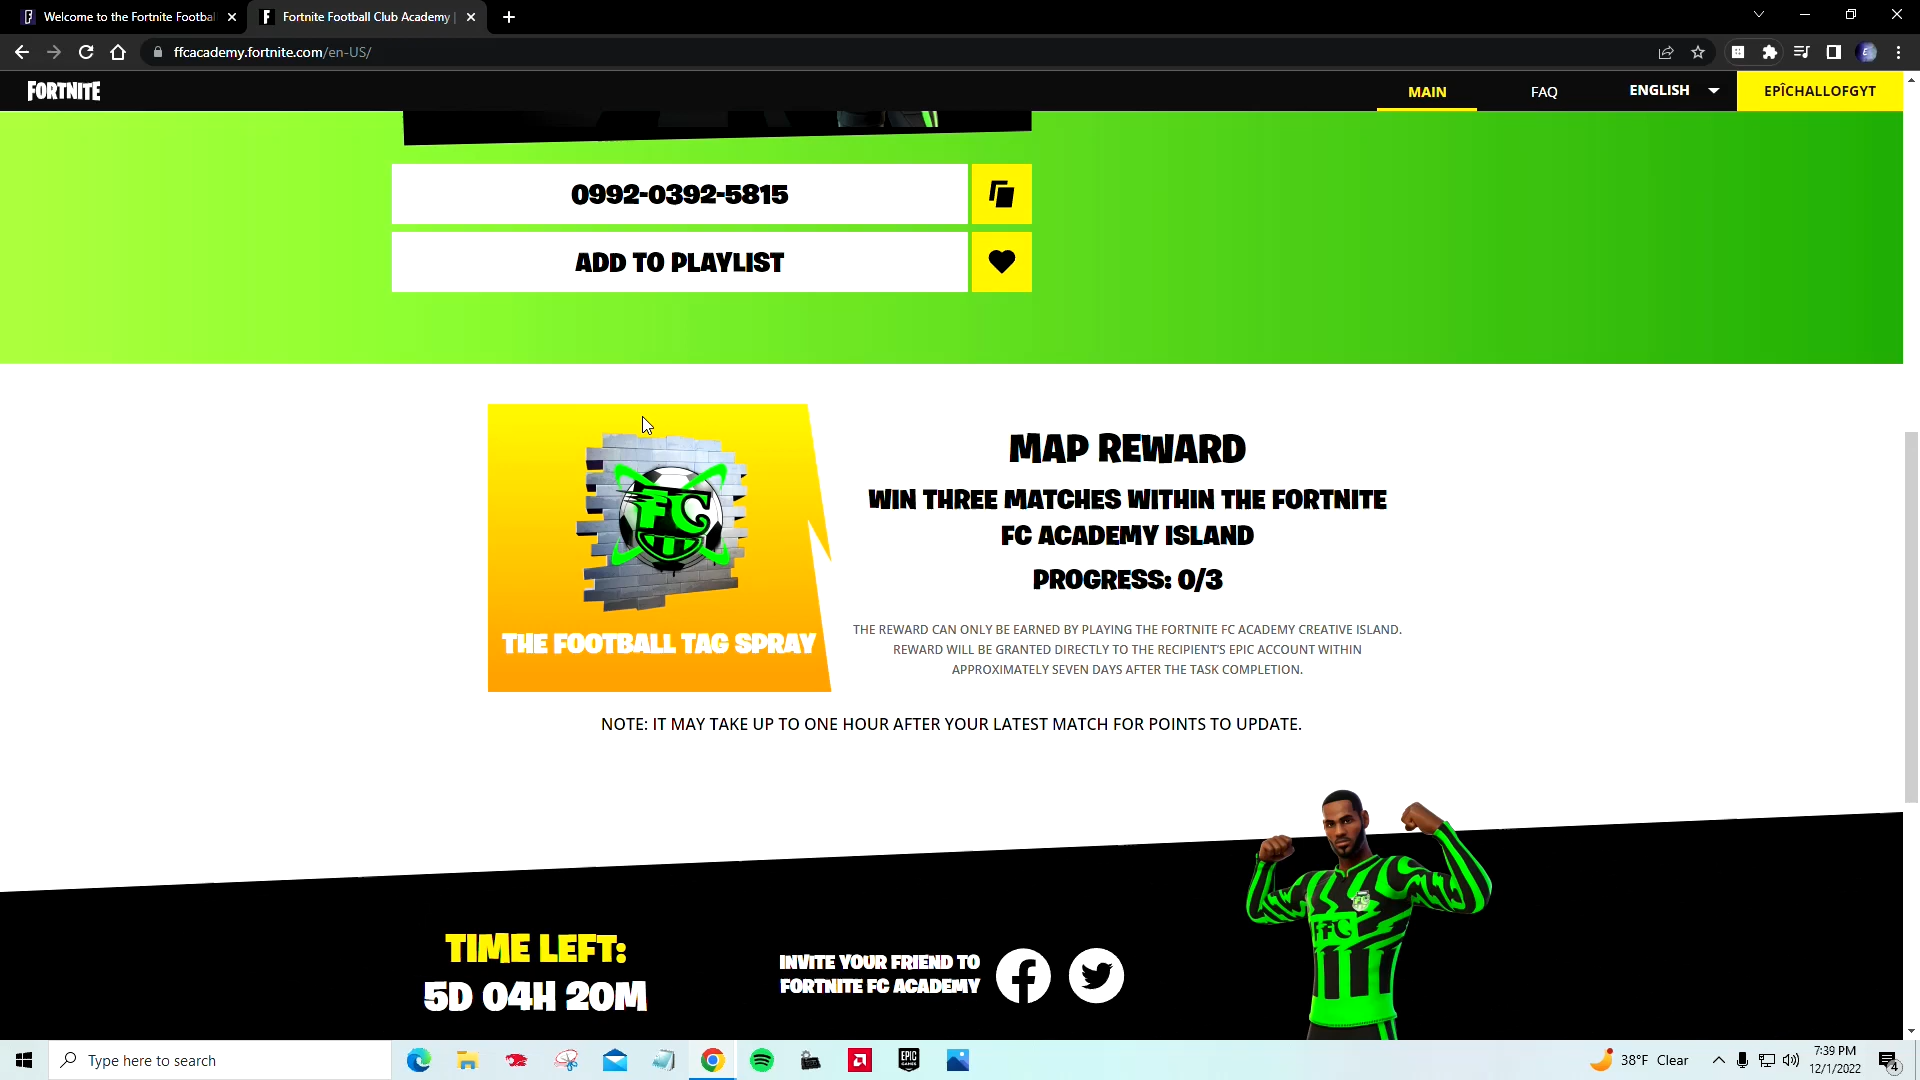 Welcome to the Fortnite Footbal
Fortnite Football Club Academy |
ffcacademy.fortnite.com/en-US/
FORTNITE
MAIN
FAQ
ENGLISH
EPÎCHALLOFGYT
0992-0392-5815
ADD TO PLAYLIST
FC
THE FOOTBALL TAG SPRAY
MAP REWARD
WIN THREE MATCHES WITHIN THE FORTNITE
FC ACADEMY ISLAND
PROGRESS: 0/3
THE REWARD CAN ONLY BE EARNED BY PLAYING THE FORTNITE FC ACADEMY CREATIVE ISLAND.
REWARD WILL BE GRANTED DIRECTLY TO THE RECIPIENT'S EPIC ACCOUNT WITHIN
APPROXIMATELY SEVEN DAYS AFTER THE TASK COMPLETION.
NOTE: IT MAY TAKE UP TO ONE HOUR AFTER YOUR LATEST MATCH FOR POINTS TO UPDATE.
TIME LEFT:
5D 04H 20M
INVITE YOUR FRIEND TO
FORTNITE FC ACADEMY
FFC
Type here to search
EPIC
GAMES
38°F Clear
7:39 PM
12/1/2022
4